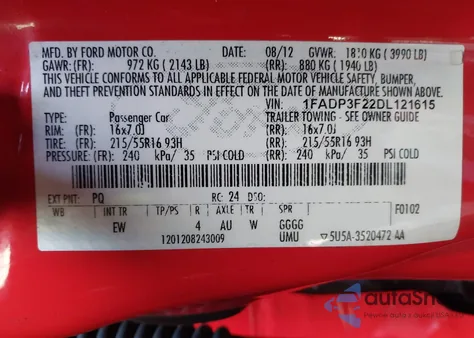 MFD. BY FORD MOTOR CO. DATE: 08/12 GVWR: 1810 KG ( 3990 LB)
GAWR: (FR): 972 KG ( 2143 LB) (RR): 880 KG ( 1940 LB)
THIS VEHICLE CONFORMS TO ALL APPLICABLE FEDERAL MOTOR VEHICLE SAFETY, BUMPER,
AND THEFT PREVENTION STANDARDS IN EFFECT ON THE DATE OF MANUFACTURE SHOWN ABOVE.
VIN: 1FADP3F22DL121615
TYPE: Passenger Car TRAILER TOWING - SEE OWNER GUIDE
RIM: (FR) 16x7.0J (RR): 16x7.0J
TIRE: (FR) 215/55R16 93H (RR): 215/55R16 93H
PRESSURE: (FR) 240 kPa/ 35 PSI COLD (RR): 240 kPa/ 35 PSI COLD
EXT PNT: PQ RC: 24 DSO:
WB INT TR TP/PS R AXLE TR SPR F0102
EW 4 AU W GGGG
1201208243009 UMU ▽5U5A-3520472 AA